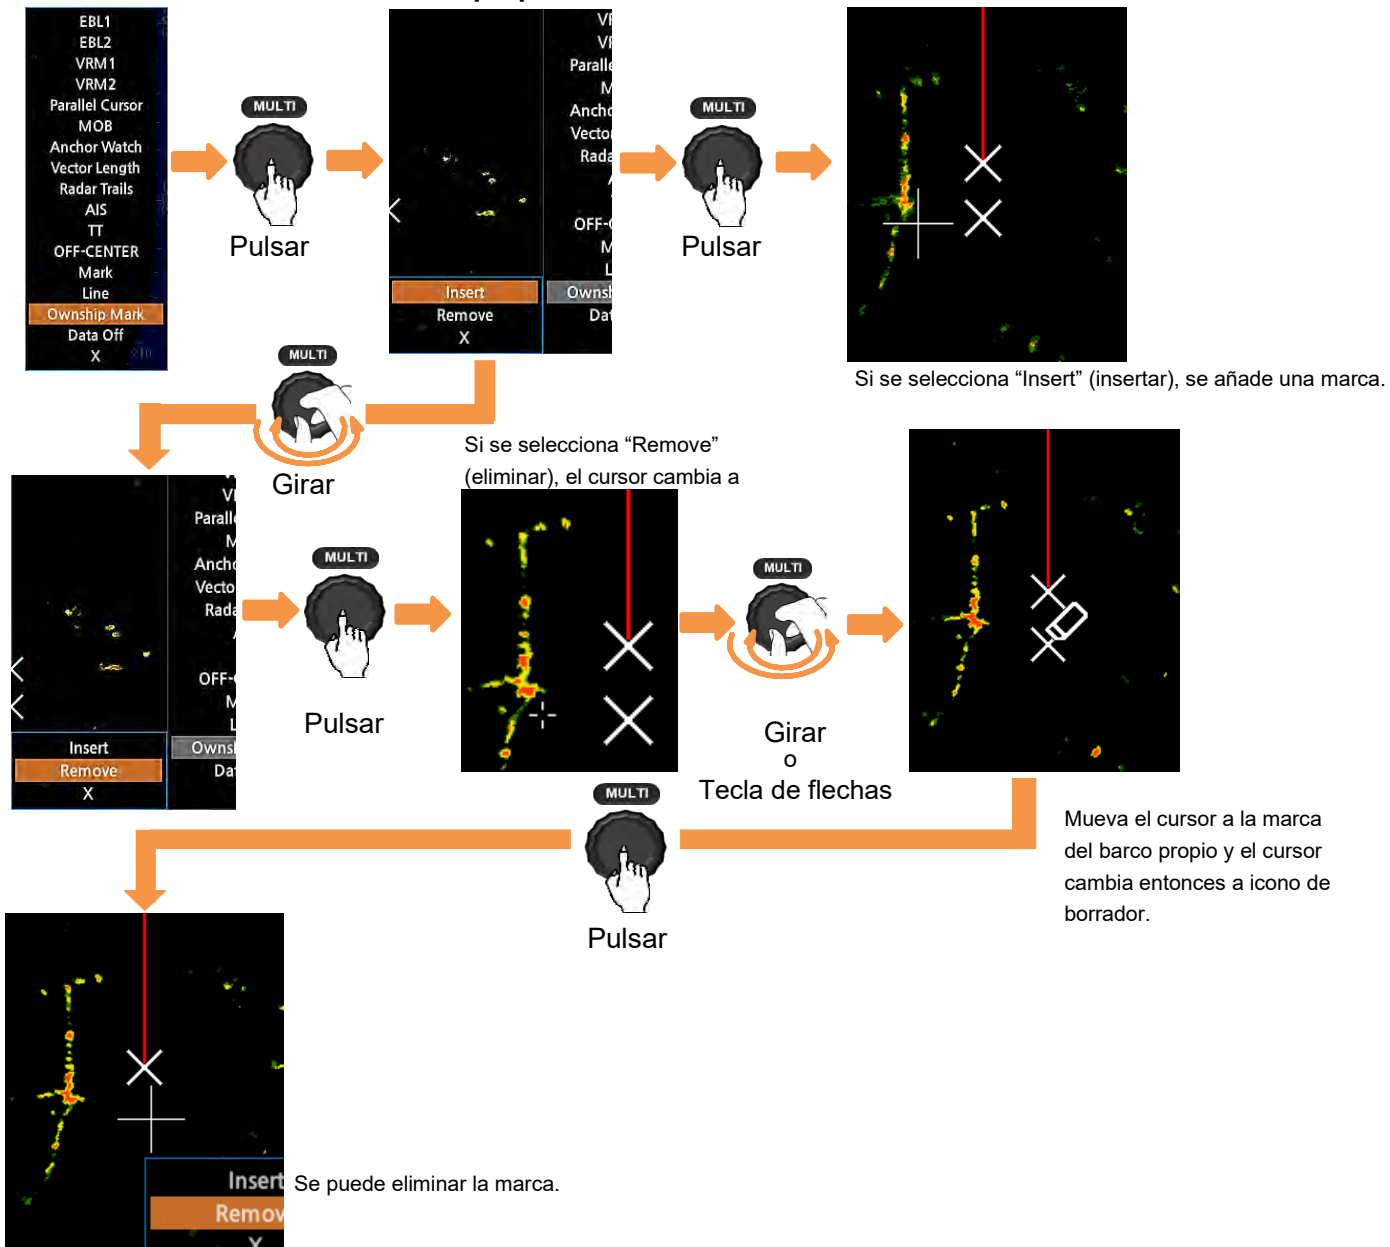 EBL1
EBL2
VRM1
VRM2
Parallel Cursor
MOB
Anchor Watch
Vector Length
Radar Trails
AIS
TT
OFF-CENTER
Mark
Line
Ownship Mark
Data Off
X
MULTI
Pulsar
Insert
Remove
X
MULTI
Pulsar
Si se selecciona “Insert” (insertar), se añade una marca.
MULTI
Girar
Insert
Remove
X
MULTI
Pulsar
Si se selecciona “Remove”
(eliminar), el cursor cambia a
MULTI
Girar
o
Tecla de flechas
Mueva el cursor a la marca
del barco propio y el cursor
cambia entonces a icono de
borrador.
MULTI
Pulsar
Insert
Remov
X
Se puede eliminar la marca.